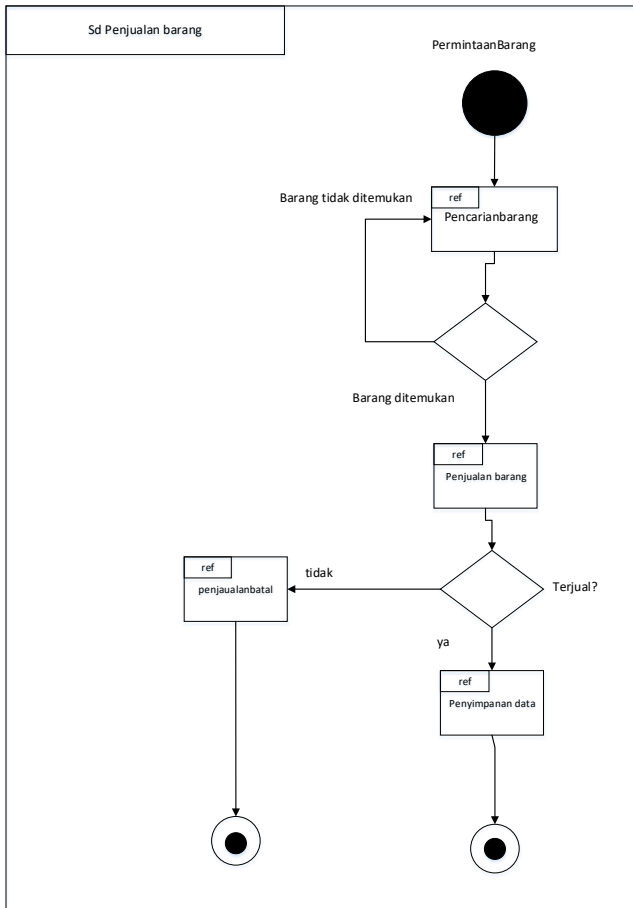 Sd Penjualan barang
PermintaanBarang
ref
Barang tidak ditemukan
Pencarianbarang
Barang ditemukan
ref
Penjualan barang
ref
tidak
Terjual?
penjaualanbatal
ya
ref
Penyimpanan data